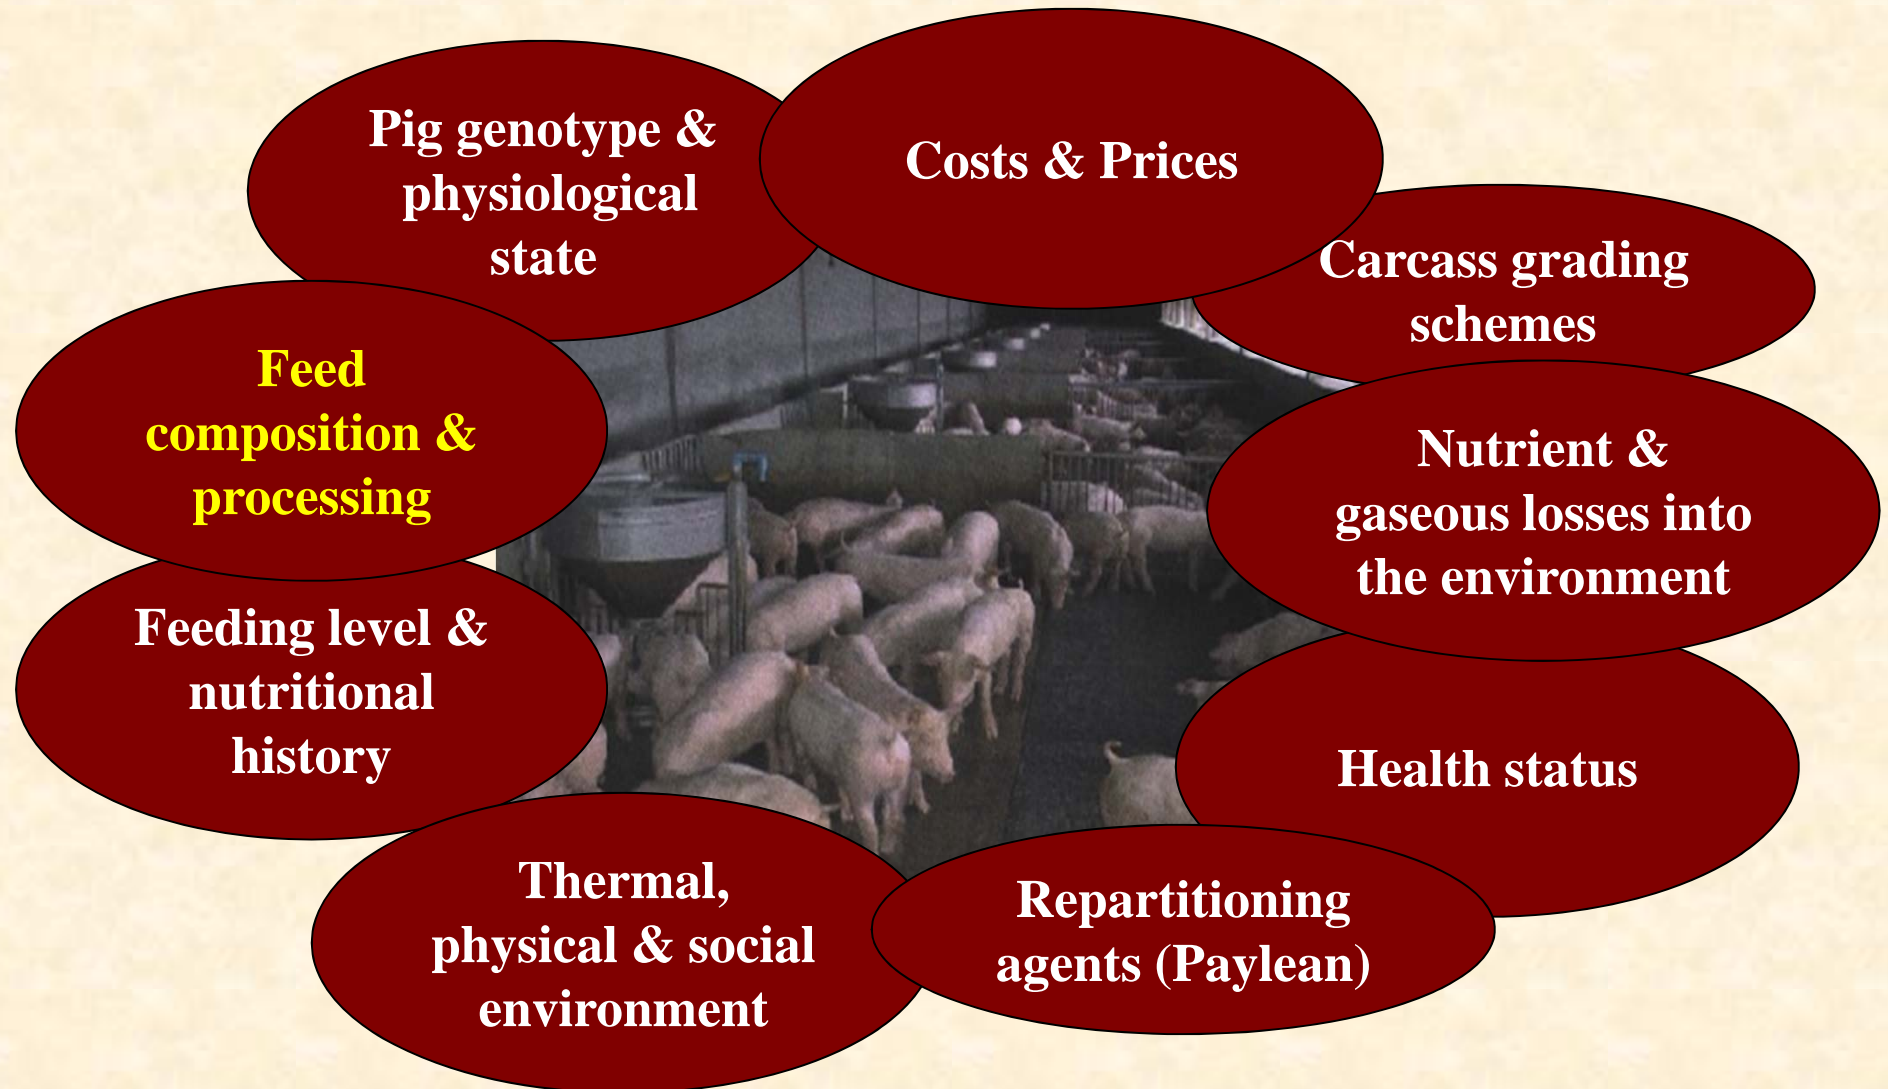 Pig genotype &
physiological
state
Costs & Prices
Carcass grading
schemes
Feed
composition &
processing
Nutrient &
gaseous losses into
the environment
Feeding level &
nutritional
history
Health status
Thermal,
physical & social
environment
Repartitioning
agents (Paylean)